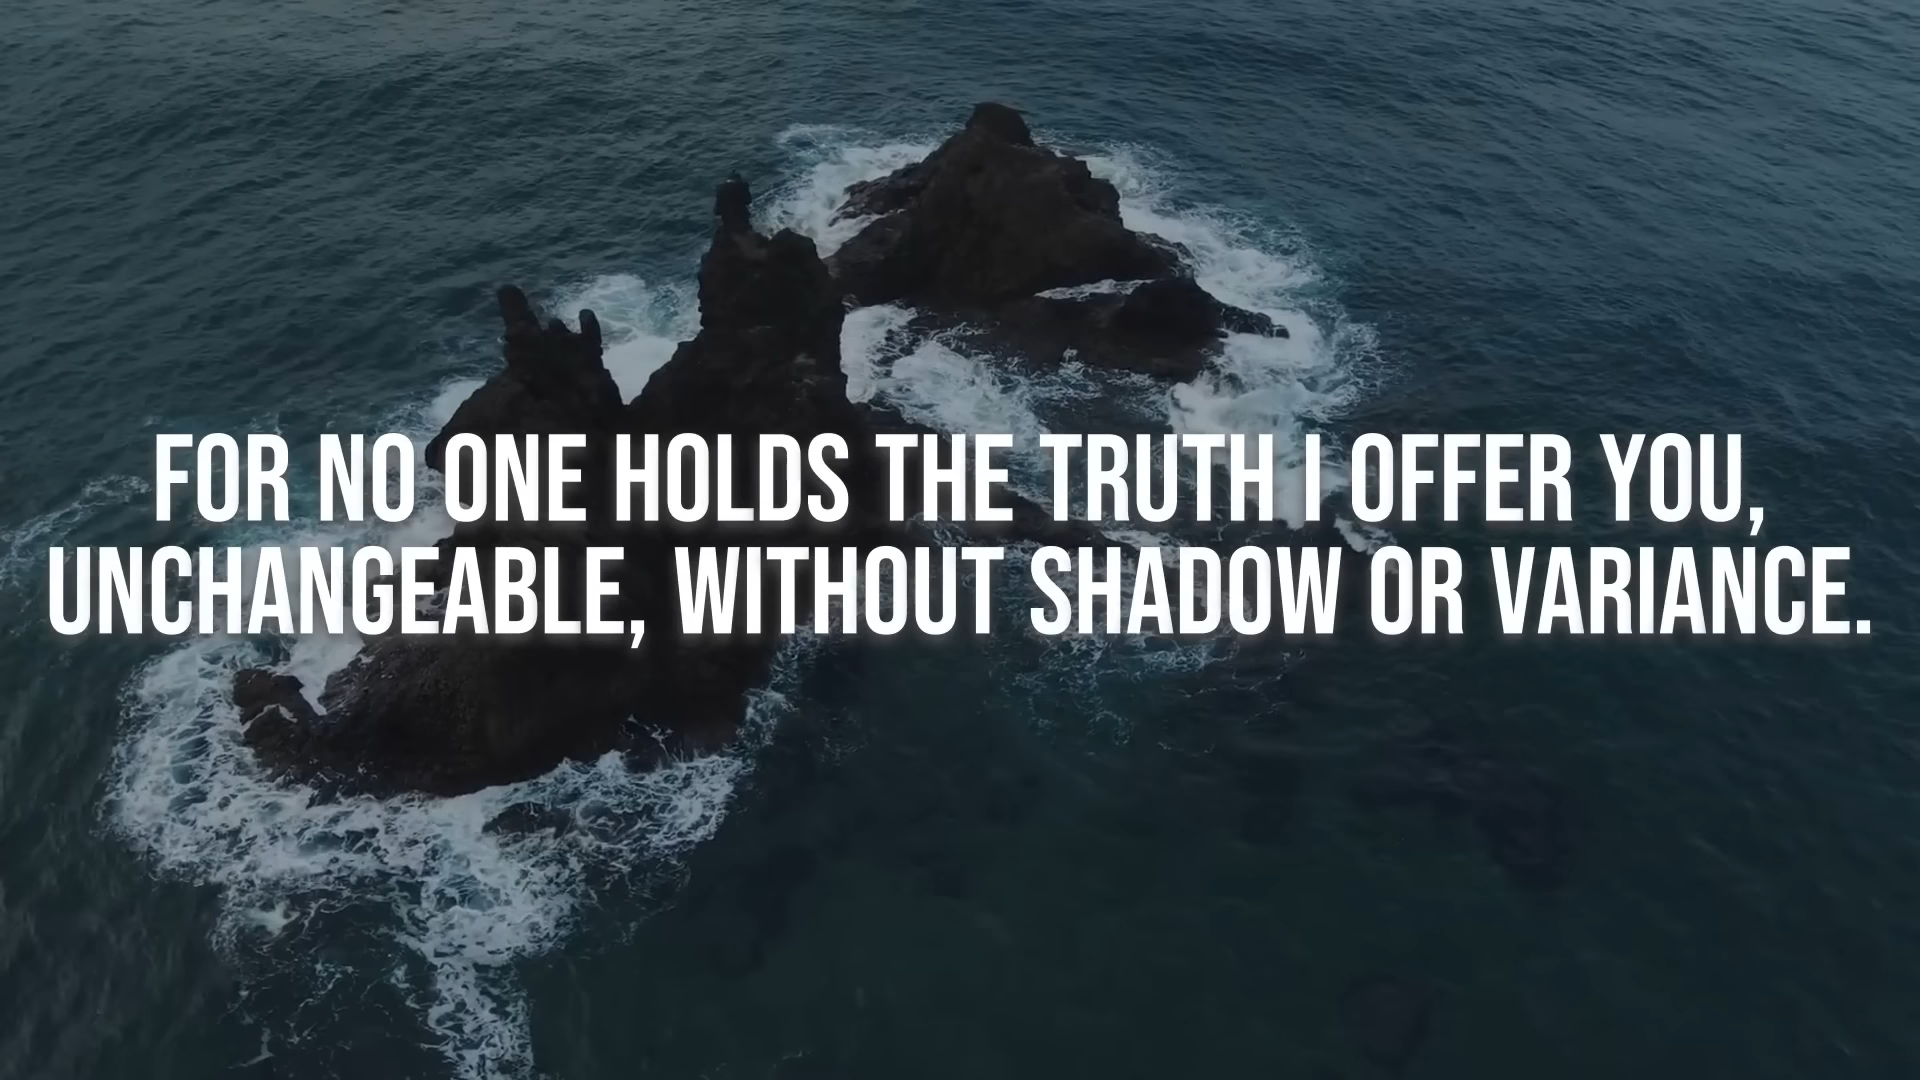 FOR NO ONE HOLDS THE TRUTH I OFFER YOU,
UNCHANGEABLE, WITHOUT SHADOW OR VARIANCE.